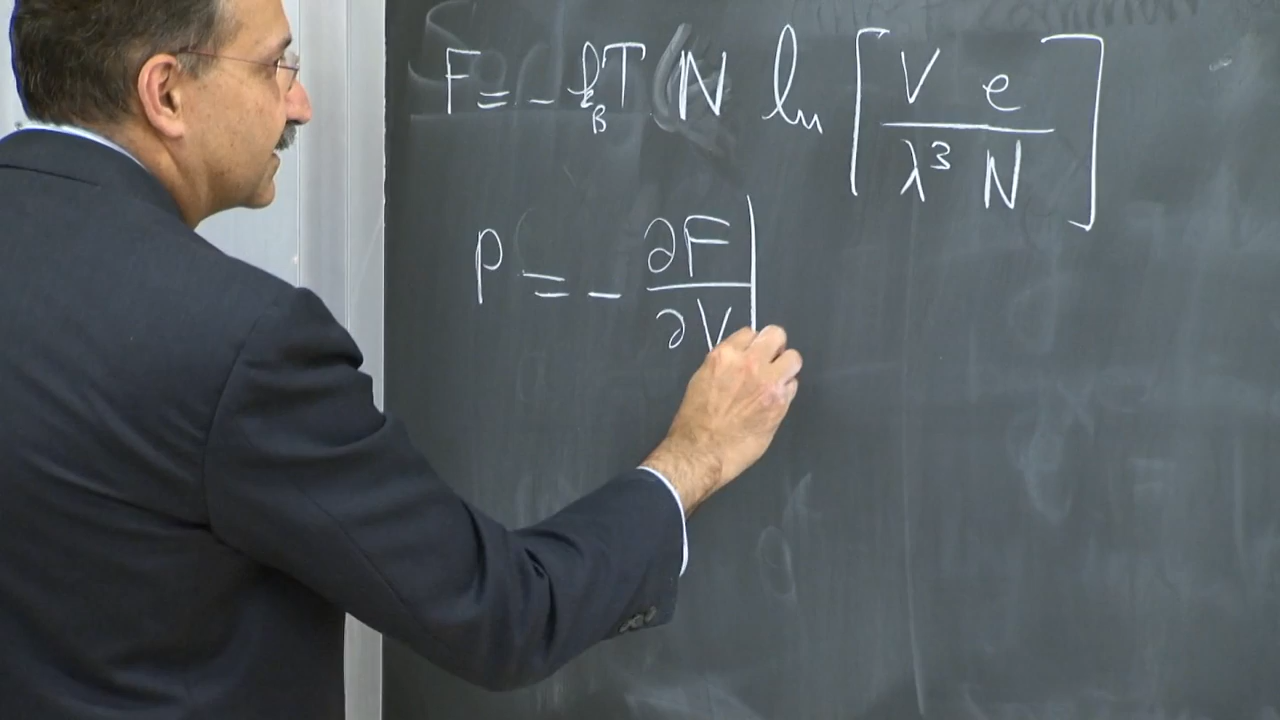 F = - k_B T N ln [ V e / λ³ N ]
P = - ∂F/∂V |